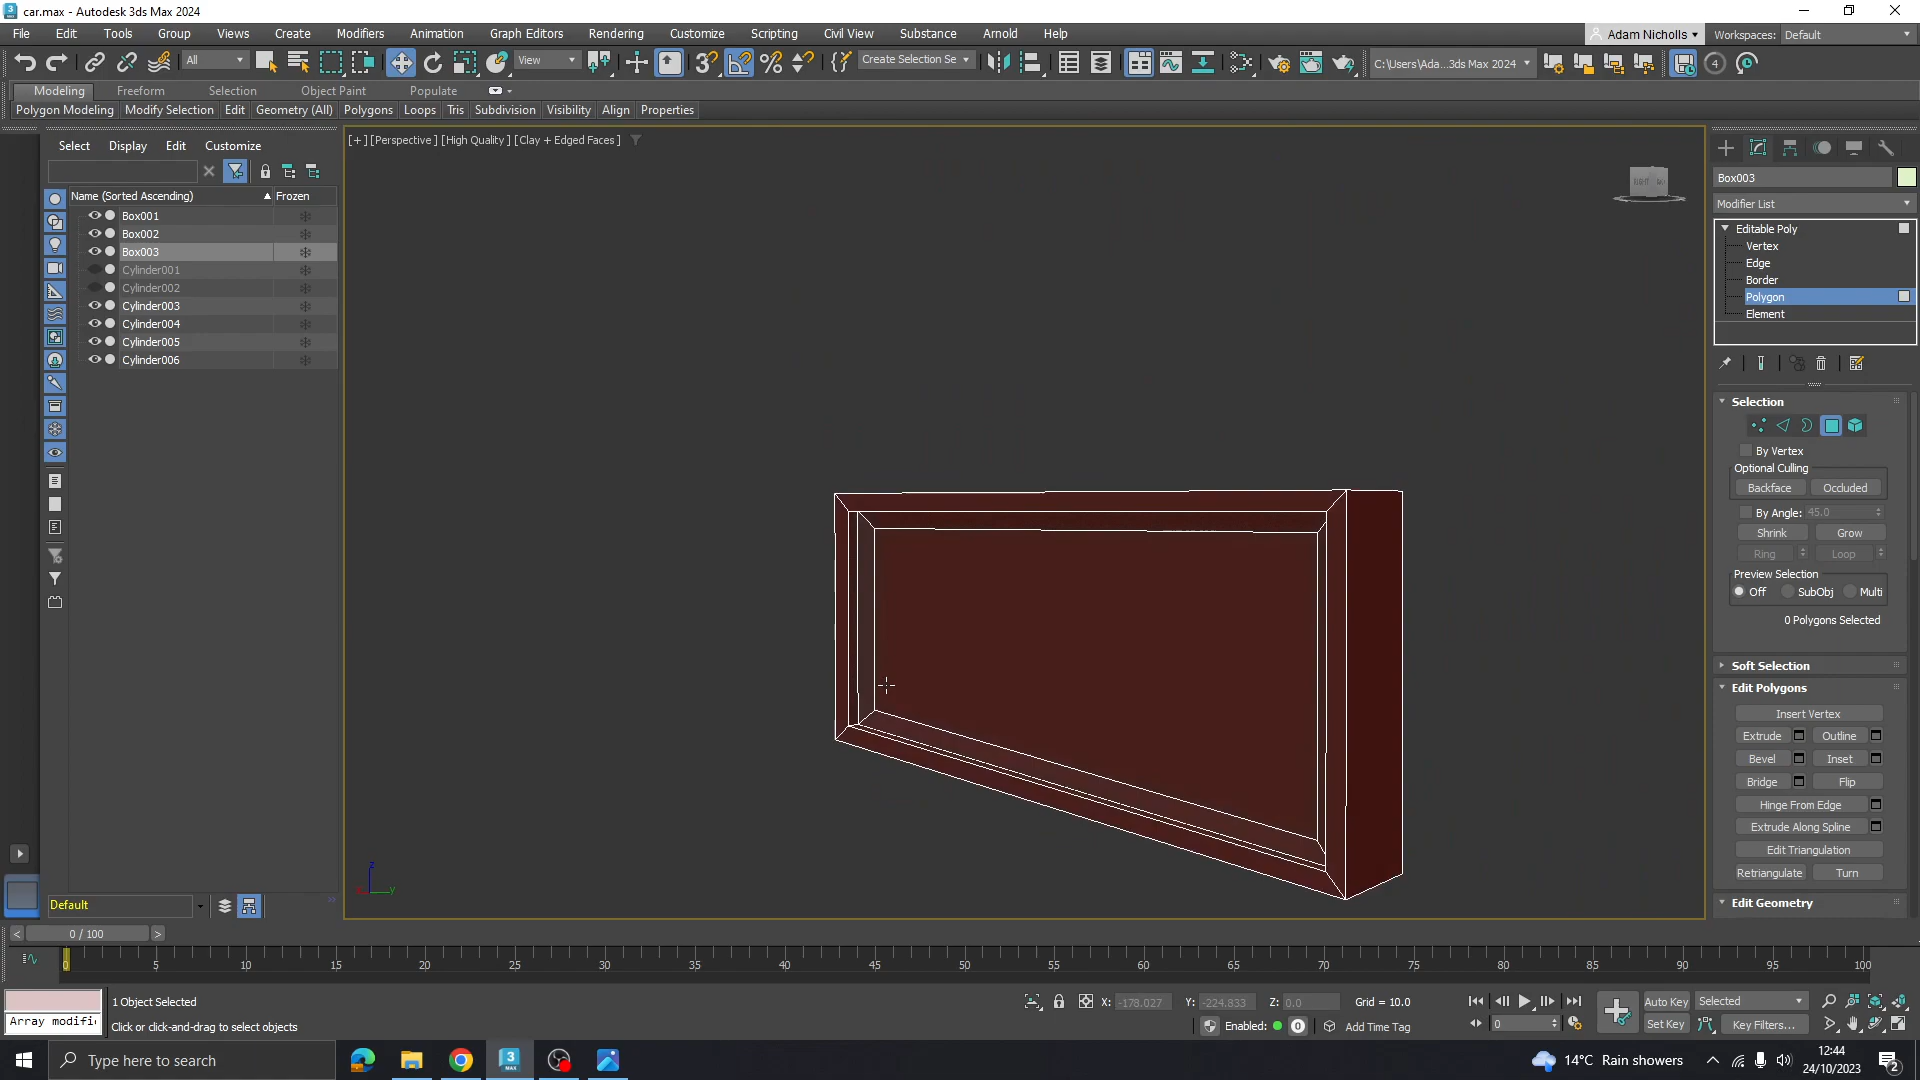 car.max - Autodesk 3ds Max 2024
File Edit Tools Group Views Create Modifiers Animation Graph Editors Rendering Customize Scripting Civil View Substance Arnold Help
Adam Nicholls Workspaces: Default
All View Create Selection Se C:\Users\Ada...3ds Max 2024 4
Modeling Freeform Selection Object Paint Populate
Polygon Modeling Modify Selection Edit Geometry (All) Polygons Loops Tris Subdivision Visibility Align Properties
Select Display Edit Customize
Name (Sorted Ascending) Frozen
Box001
Box002
Box003
Cylinder001
Cylinder002
Cylinder003
Cylinder004
Cylinder005
Cylinder006
Default
[+] [Perspective] [High Quality] [Clay + Edged Faces]
RIGHT
z
y
Box003
Modifier List
Editable Poly
Vertex
Edge
Border
Polygon
Element
Selection
By Vertex
Optional Culling
Backface Occluded
By Angle: 45.0
Shrink Grow
Ring Loop
Preview Selection
Off SubObj Multi
0 Polygons Selected
Soft Selection
Edit Polygons
Insert Vertex
Extrude Outline
Bevel Inset
Bridge Flip
Hinge From Edge
Extrude Along Spline
Edit Triangulation
Retriangulate Turn
Edit Geometry
< 0 / 100 >
0 5 10 15 20 25 30 35 40 45 50 55 60 65 70 75 80 85 90 95 100
Array modifi
1 Object Selected
Click or click-and-drag to select objects
X: -178.027 Y: -224.833 Z: 0.0 Grid = 10.0
Enabled: 0 Add Time Tag
0
Auto Key Selected
Set Key Key Filters...
Type here to search
3 MAX
14°C Rain showers
12:44
24/10/2023
2